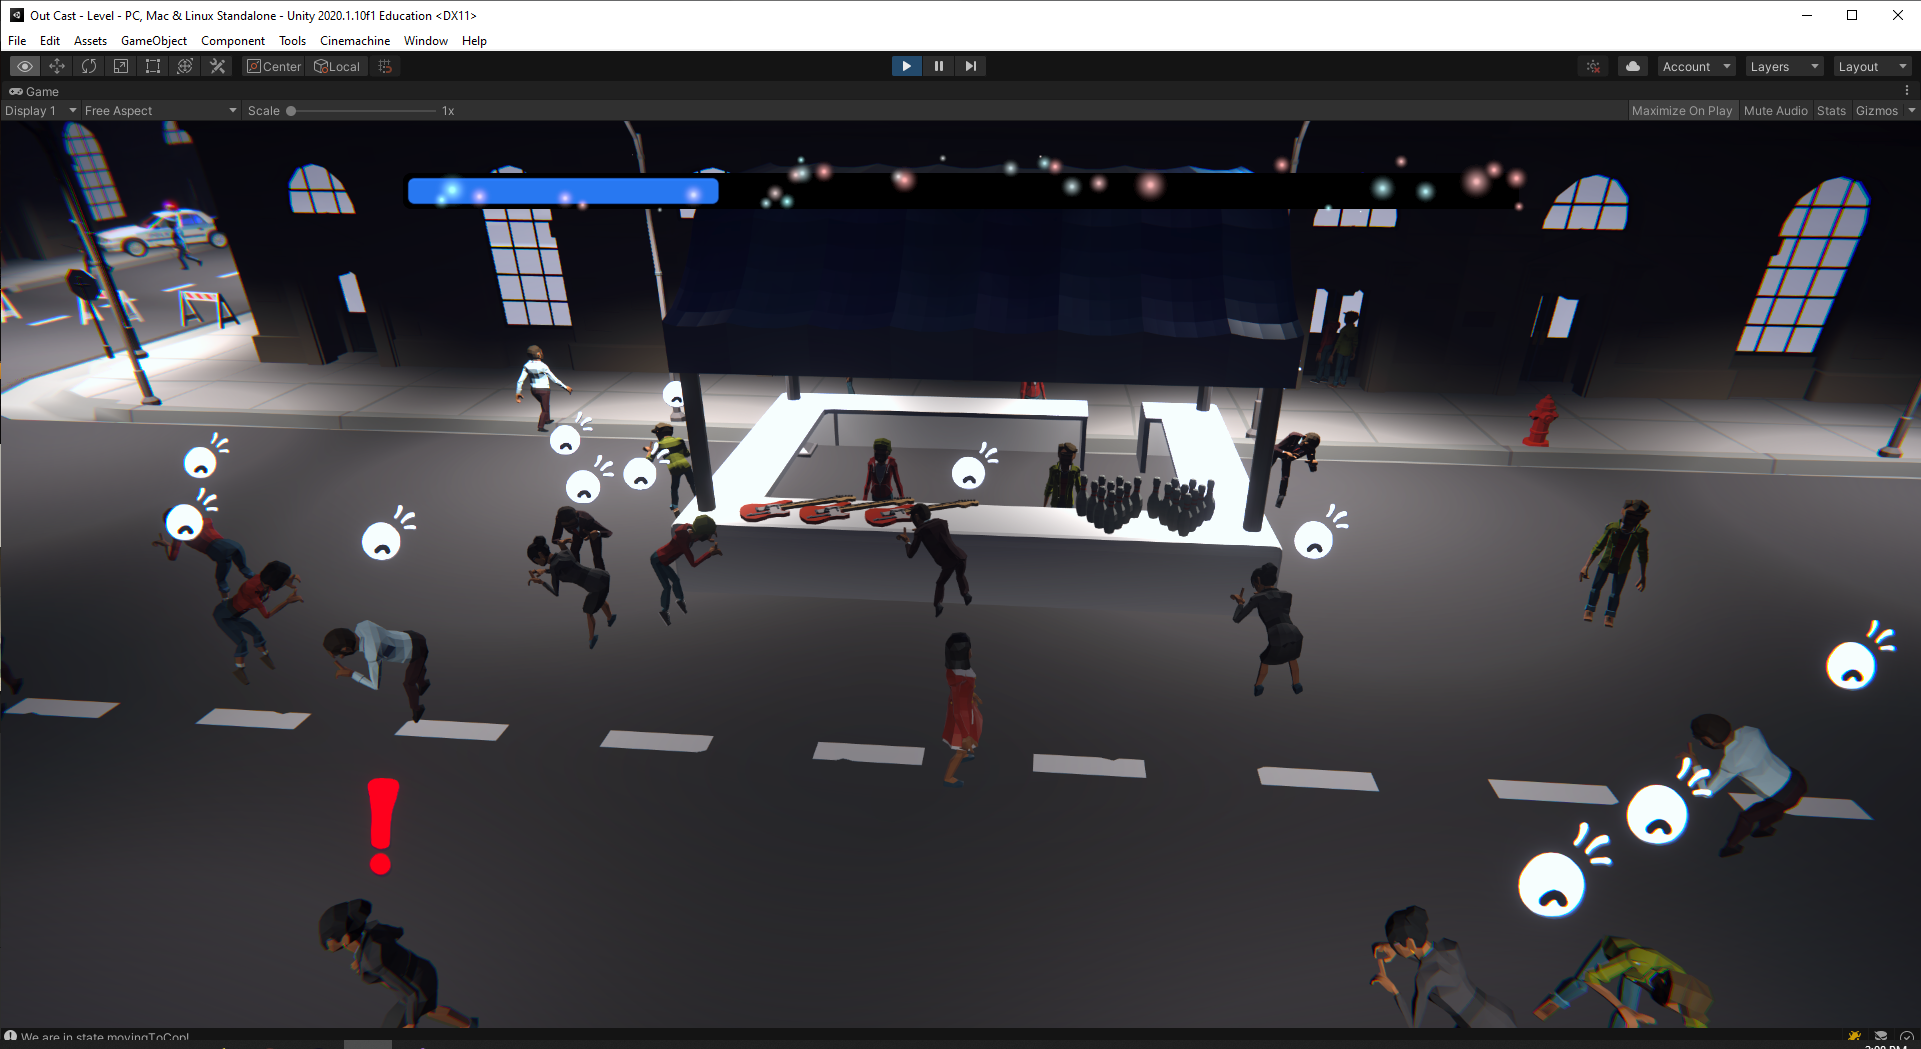 Out Cast - Level - PC, Mac & Linux Standalone - Unity 2020.1.10f1 Education <DX11>
File Edit Assets GameObject Component Tools Cinemachine Window Help
Center Local Account Layers Layout
Game
Display 1 Free Aspect Scale 1x Maximize On Play Mute Audio Stats Gizmos
We are in state movingToCop!